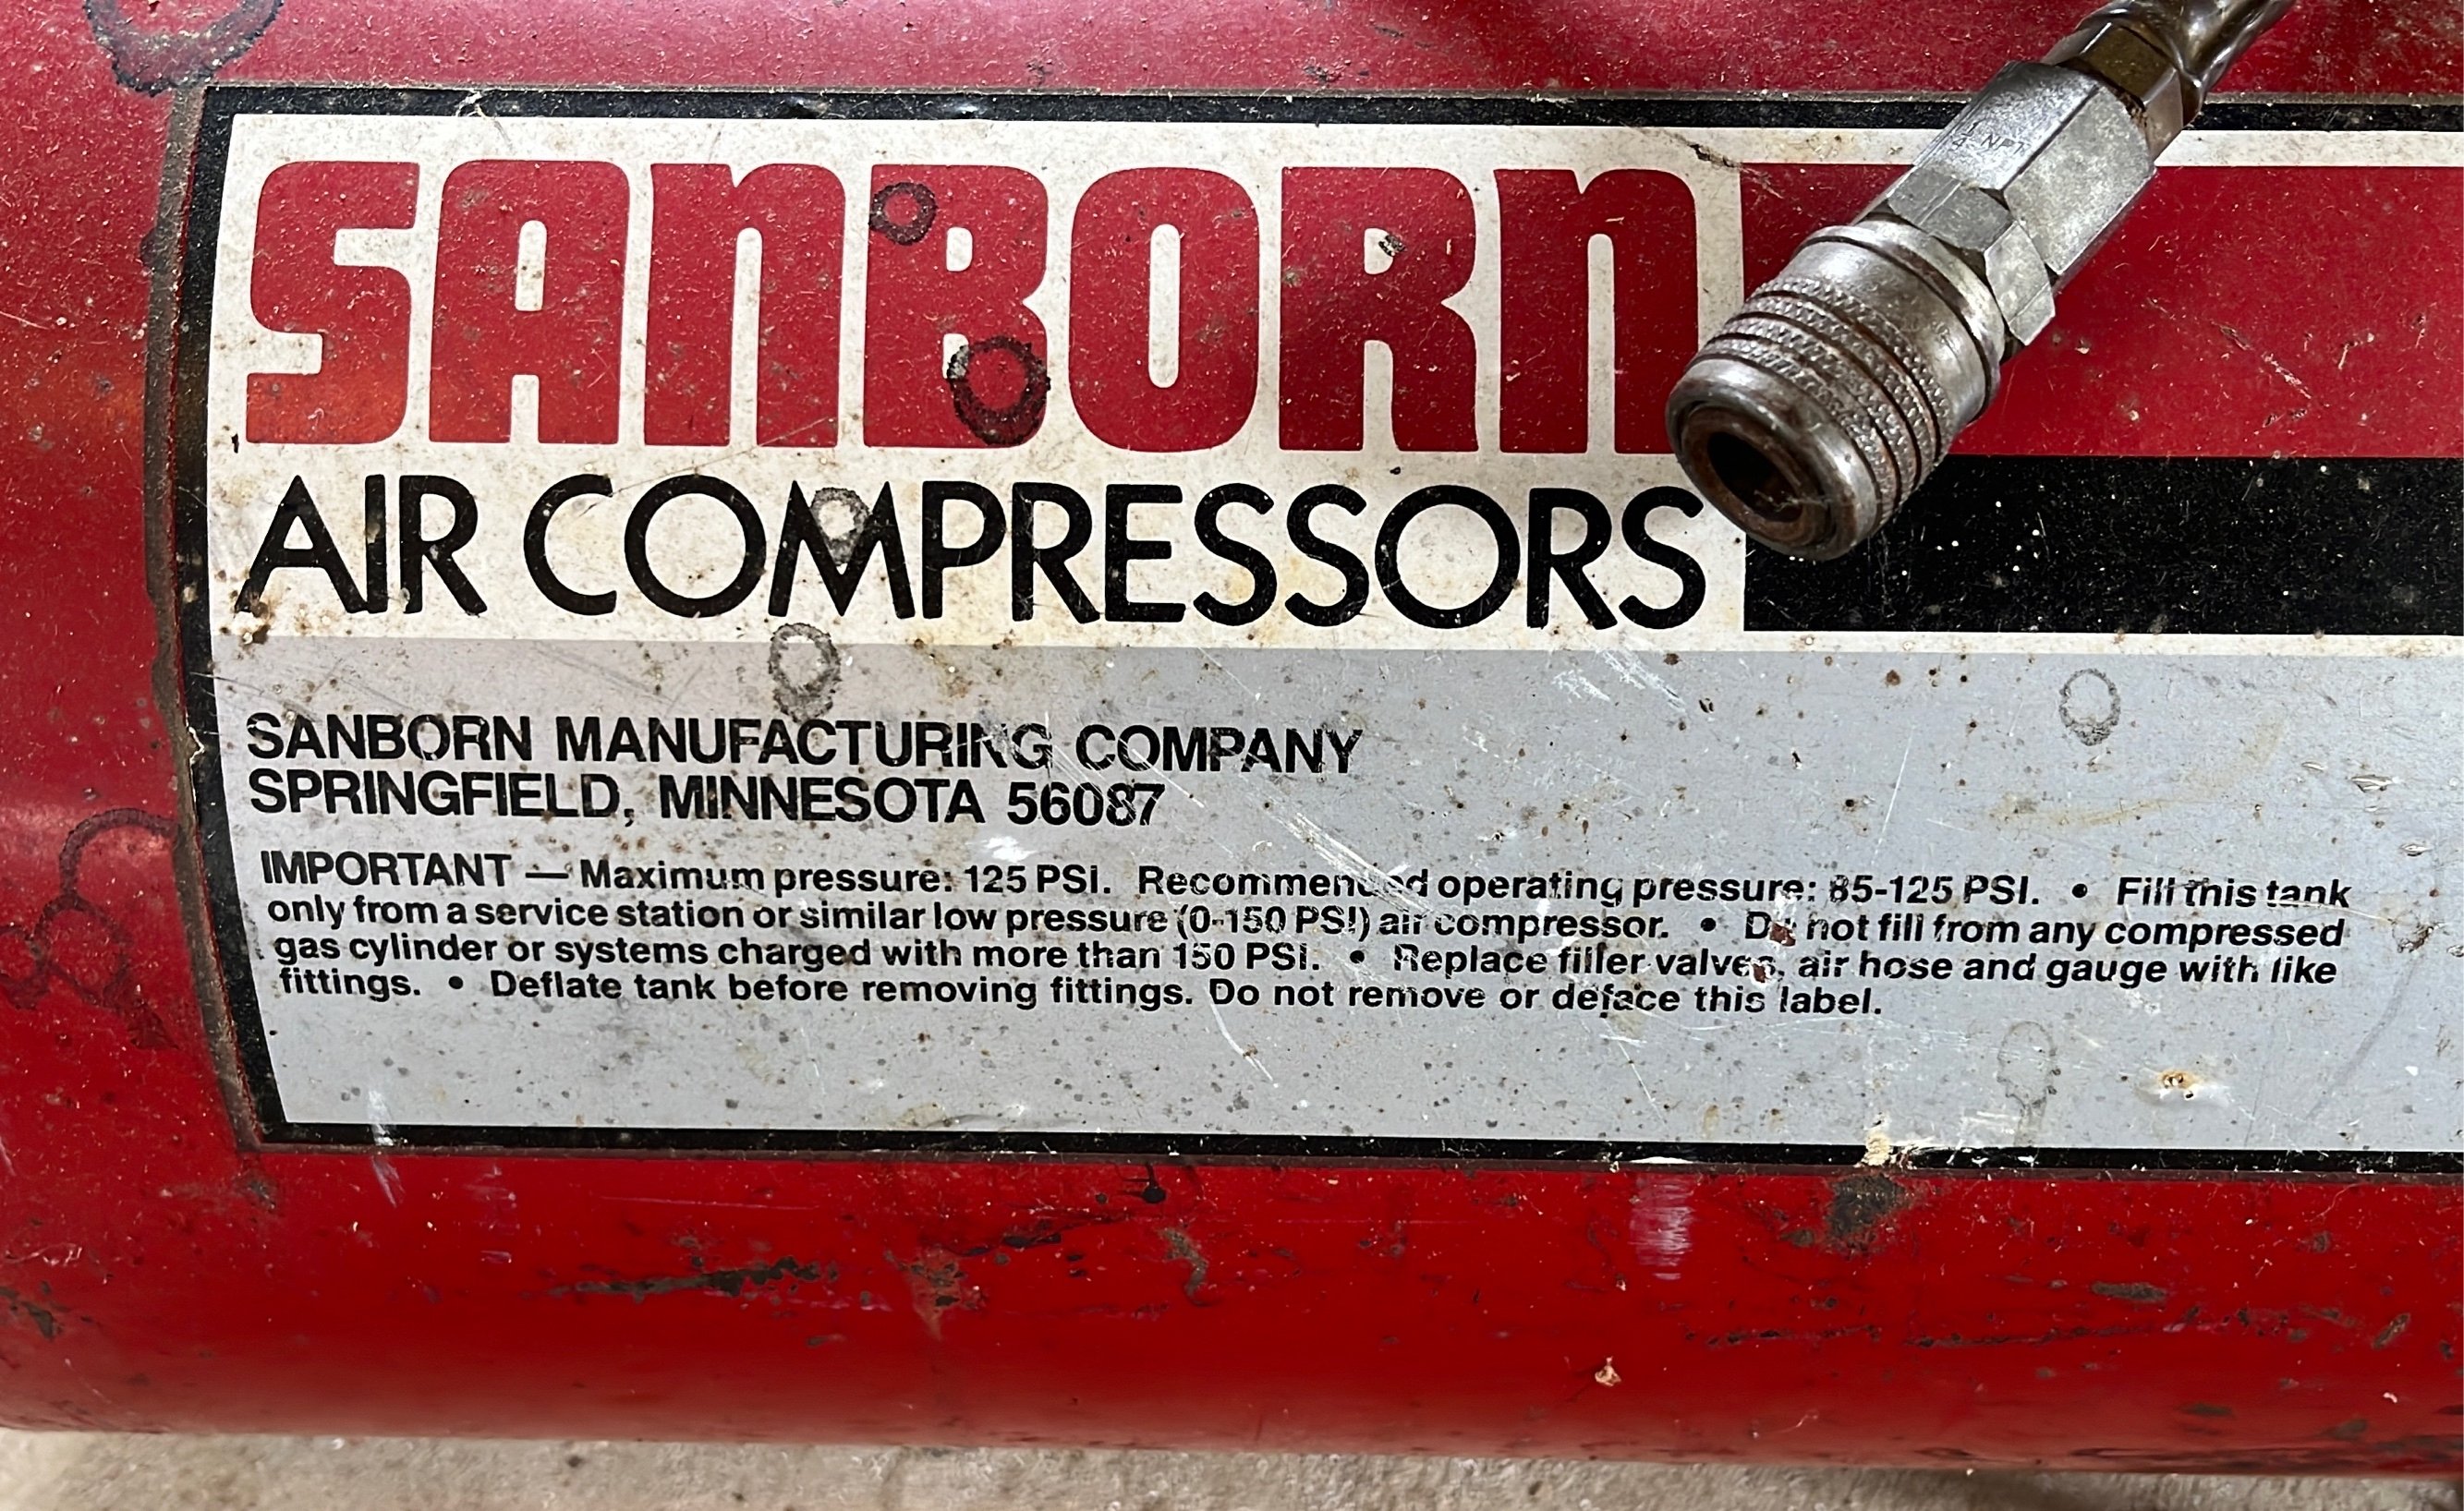 SANBORN
AIR COMPRESSORS
SANBORN MANUFACTURING COMPANY
SPRINGFIELD, MINNESOTA 56087
IMPORTANT — Maximum pressure: 125 PSI. Recommended operating pressure: 85-125 PSI. • Fill this tank
only from a service station or similar low pressure (0-150 PSI) air compressor. • Do not fill from any compressed
gas cylinder or systems charged with more than 150 PSI. • Replace filler valves, air hose and gauge with like
fittings. • Deflate tank before removing fittings. Do not remove or deface this label.